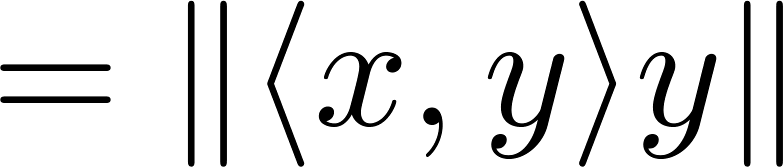 = ‖⟨x, y⟩y‖